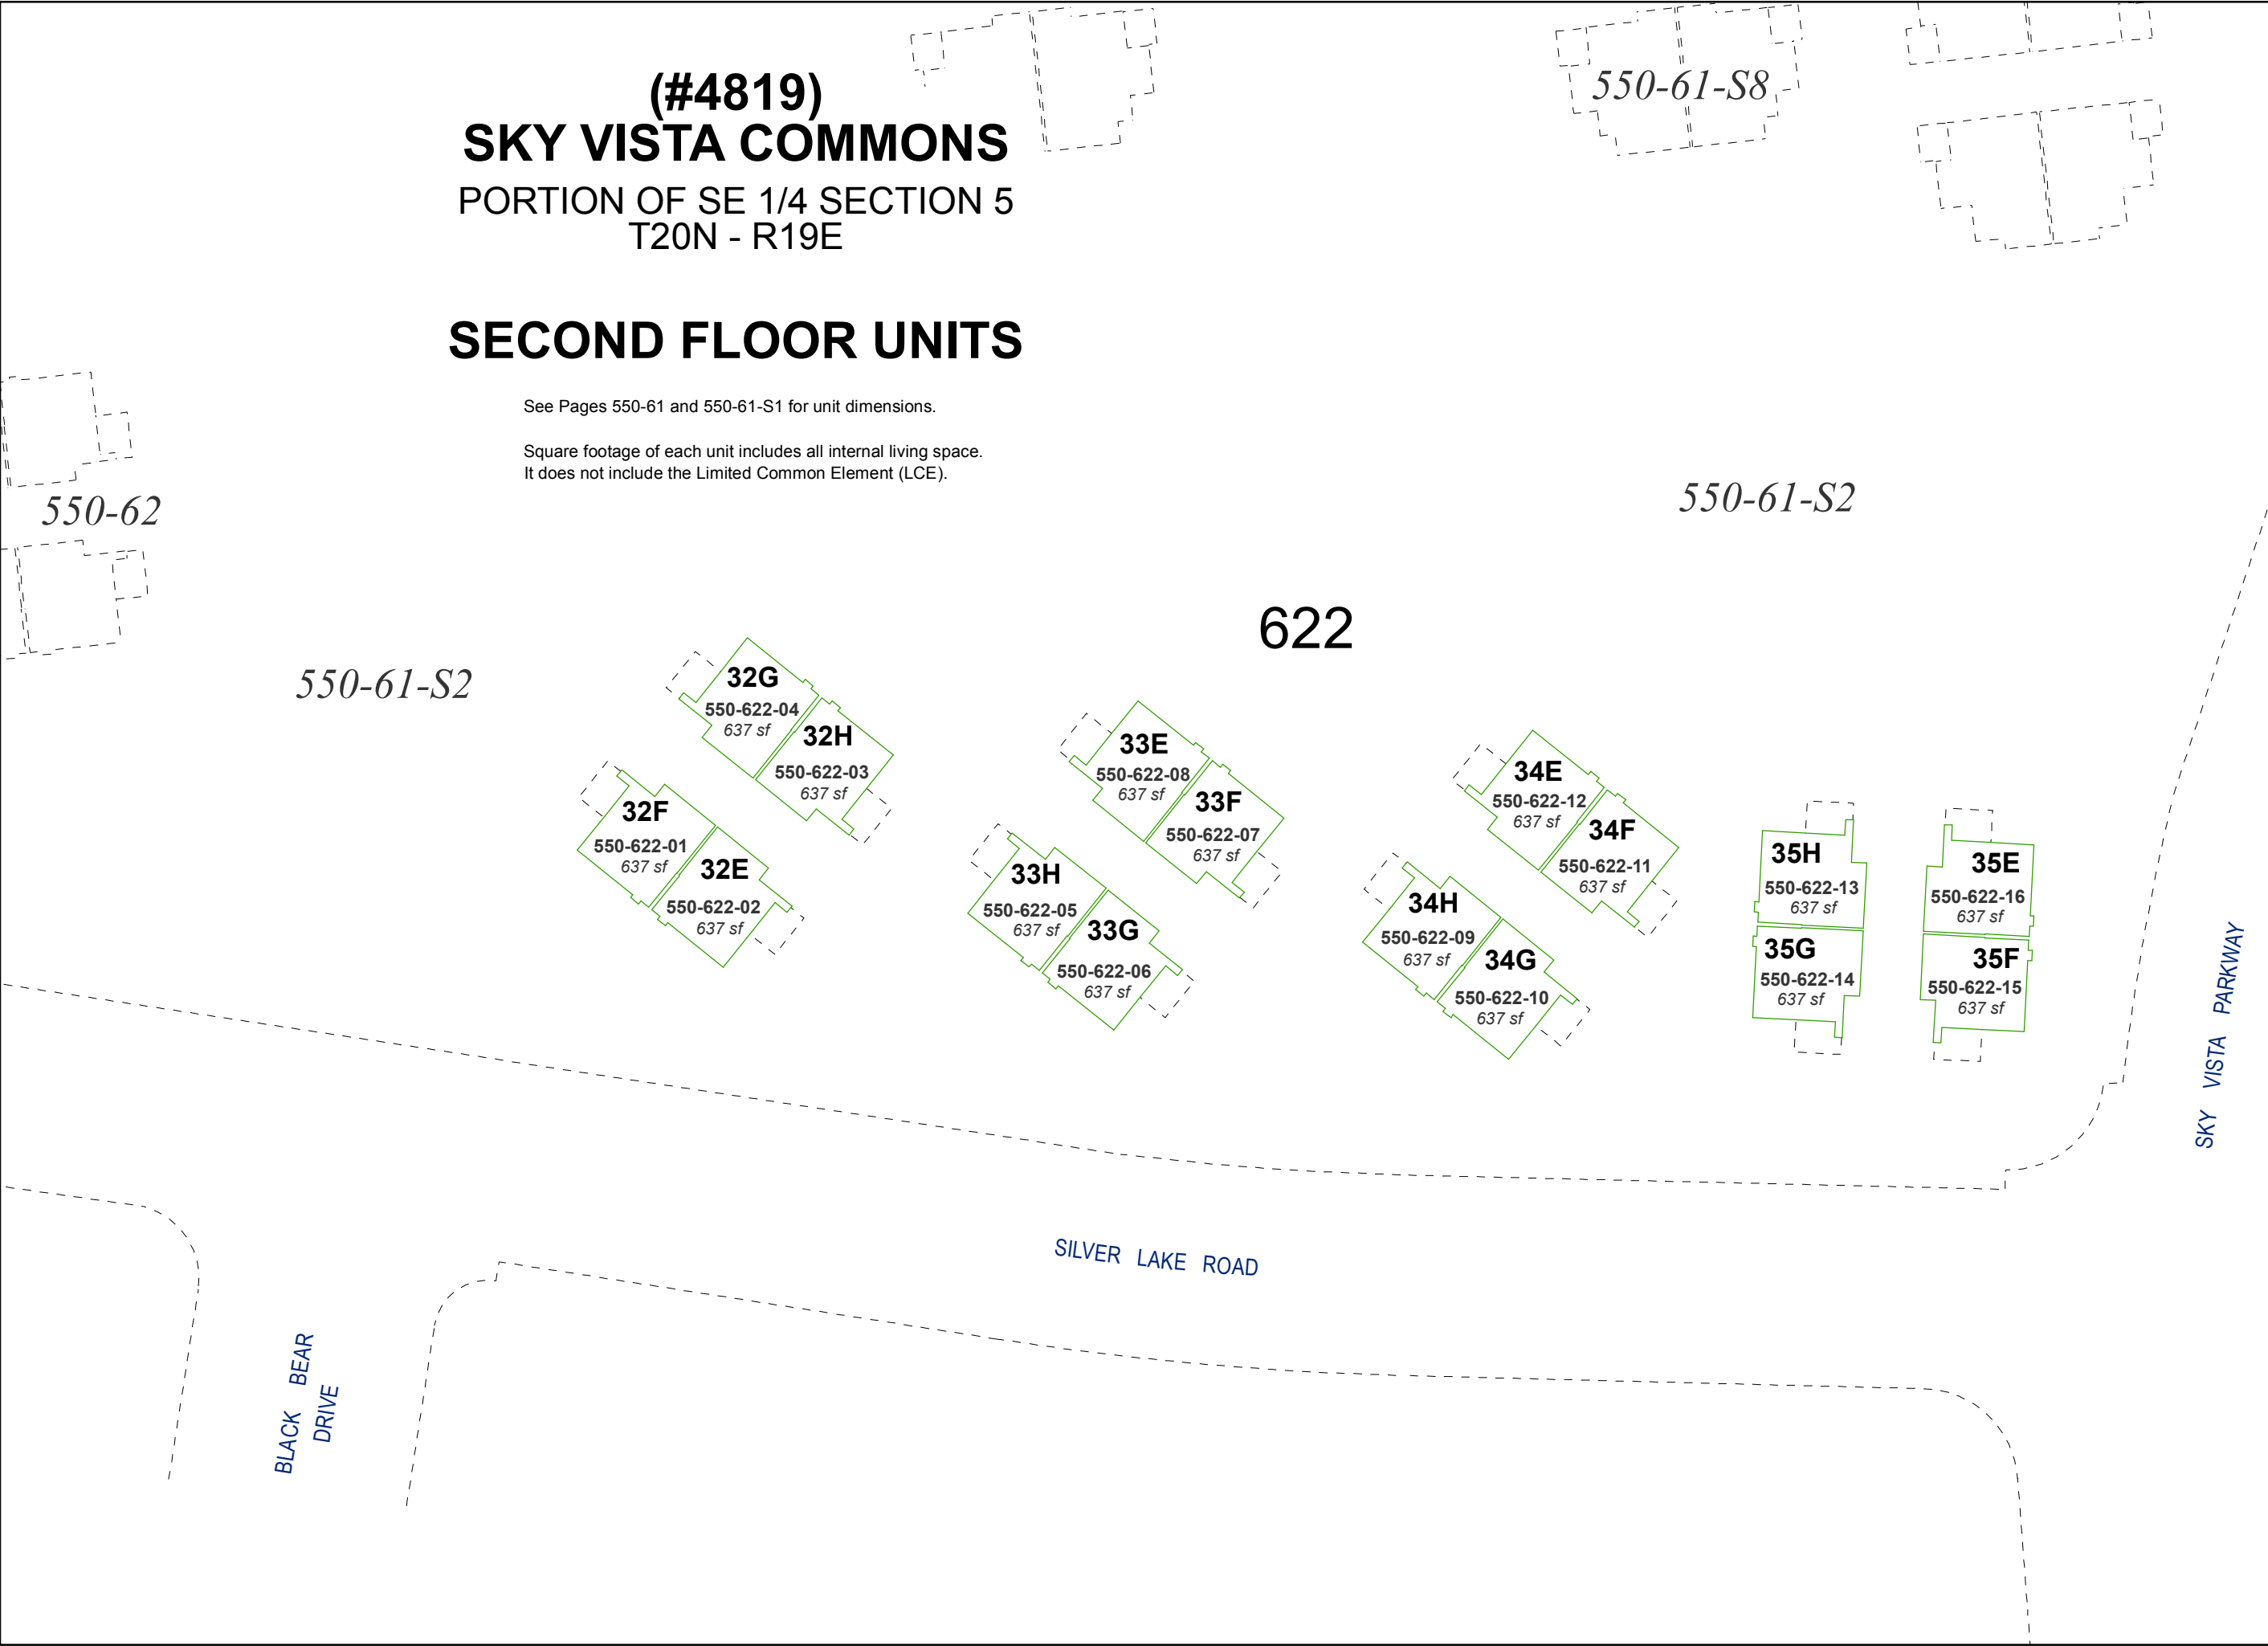 (#4819)
SKY VISTA COMMONS
PORTION OF SE 1/4 SECTION 5
T20N - R19E
SECOND FLOOR UNITS
See Pages 550-61 and 550-61-S1 for unit dimensions.
Square footage of each unit includes all internal living space.
It does not include the Limited Common Element (LCE).
550-61-S8
550-62
550-61-S2
550-61-S2
622
32G
550-622-04
637 sf
32H
550-622-03
637 sf
32F
550-622-01
637 sf
32E
550-622-02
637 sf
33E
550-622-08
637 sf
33F
550-622-07
637 sf
33H
550-622-05
637 sf
33G
550-622-06
637 sf
34E
550-622-12
637 sf
34F
550-622-11
637 sf
34H
550-622-09
637 sf
34G
550-622-10
637 sf
35H
550-622-13
637 sf
35G
550-622-14
637 sf
35E
550-622-16
637 sf
35F
550-622-15
637 sf
SKY VISTA PARKWAY
SILVER LAKE ROAD
BLACK BEAR
DRIVE